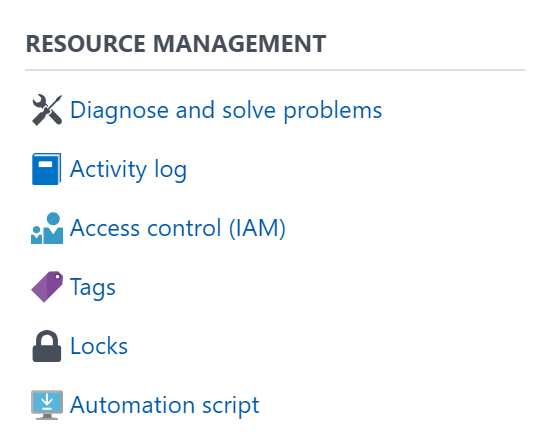 RESOURCE MANAGEMENT
Diagnose and solve problems
Activity log
Access control (IAM)
Tags
Locks
Automation script